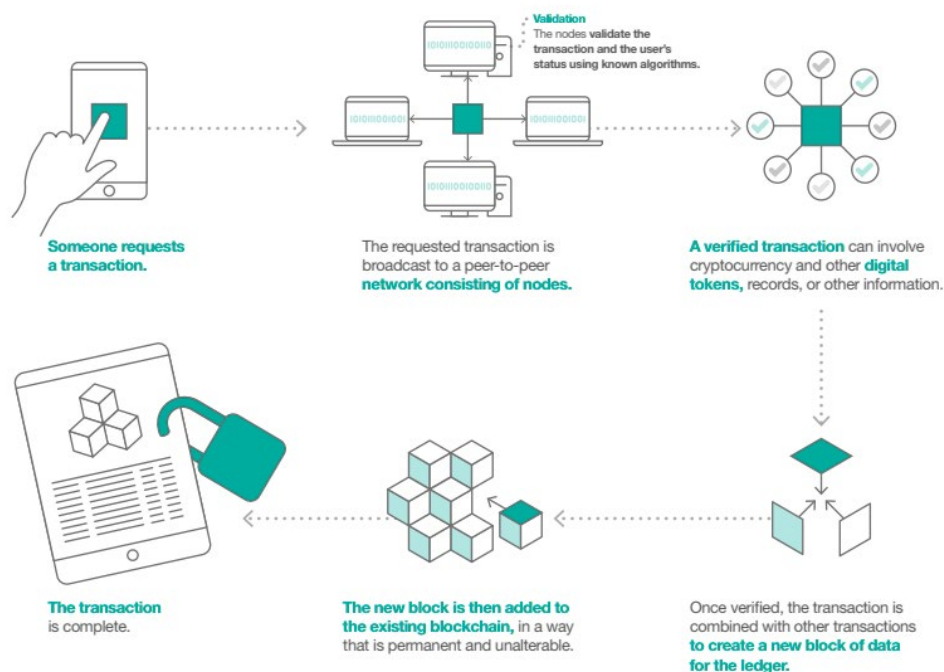 Validation
The nodes validate the
transaction and the user's
status using known algorithms.
10101110010010
1010111001001
1010111001001
10101110010010
Someone requests
a transaction.
The requested transaction is
broadcast to a peer-to-peer
network consisting of nodes.
A verified transaction can involve
cryptocurrency and other digital
tokens, records, or other information.
The transaction
is complete.
The new block is then added to
the existing blockchain, in a way
that is permanent and unalterable.
Once verified, the transaction is
combined with other transactions
to create a new block of data
for the ledger.